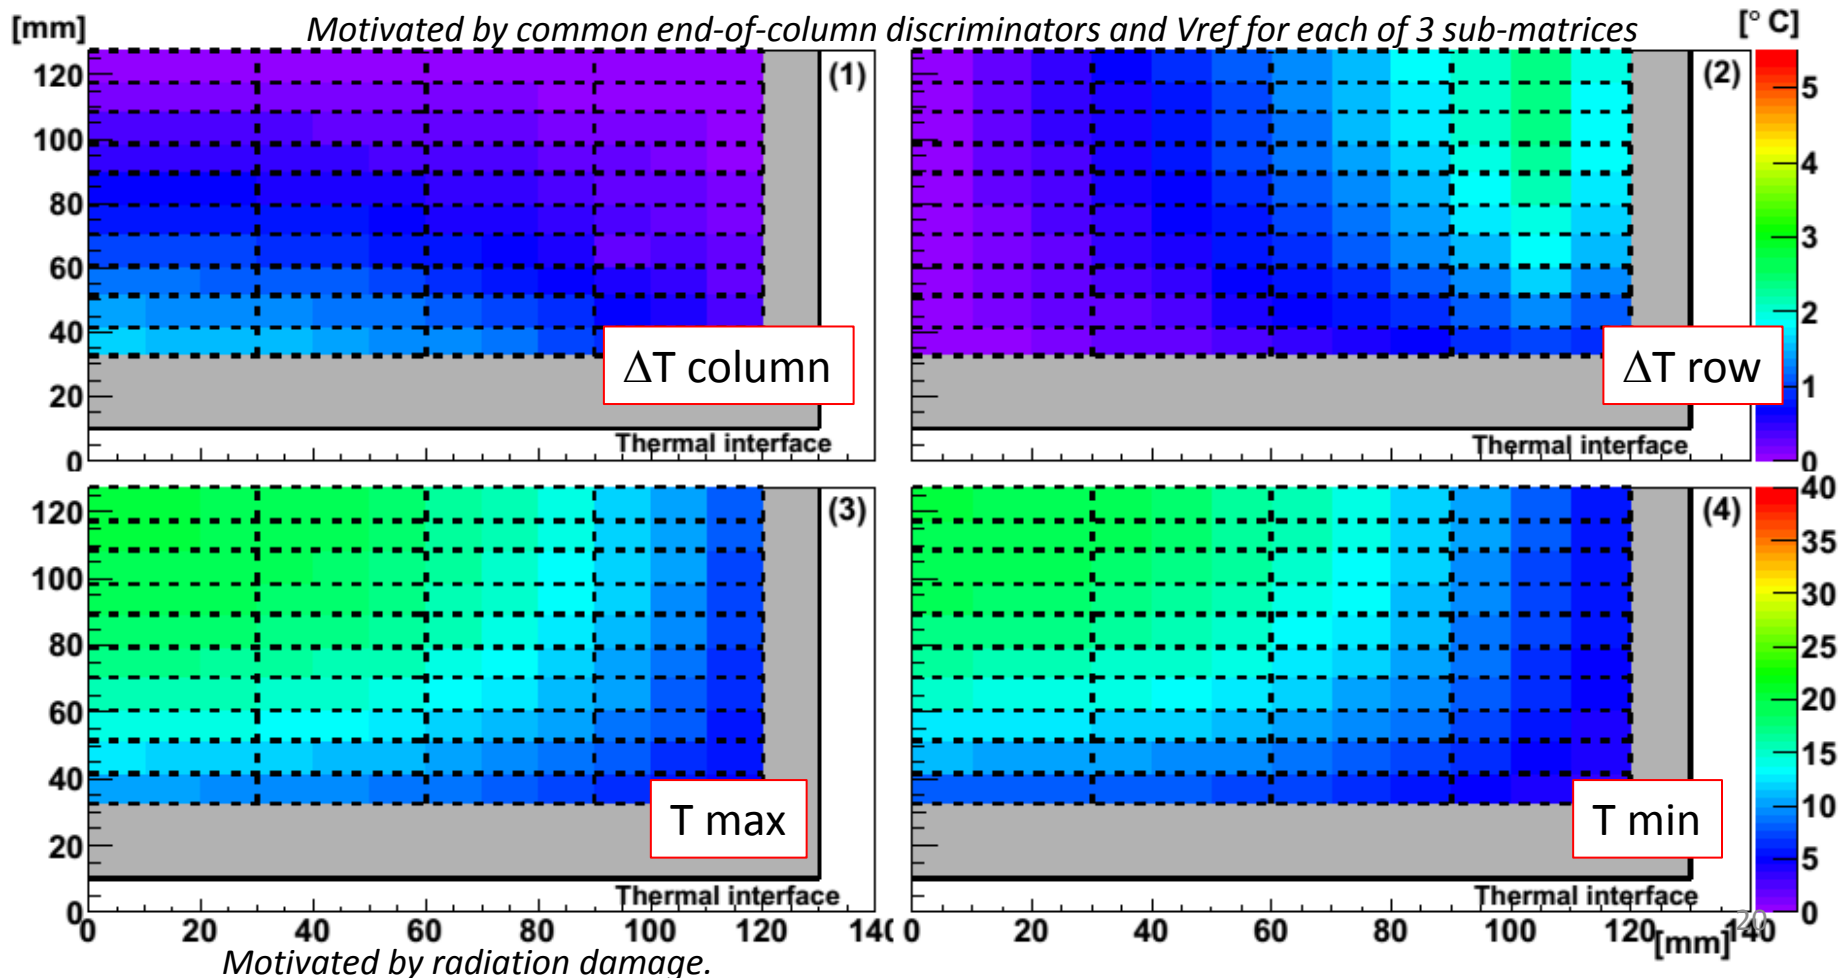 Motivated by common end-of-column discriminators and Vref for each of 3 sub-matrices
[mm]
[° C]
(1)
(2)
120
100
80
60
40
20
0
5
4
3
2
1
0
ΔT column
ΔT row
Thermal interface
Thermal interface
(3)
(4)
120
100
80
60
40
20
0
40
35
30
25
20
15
10
5
0
T max
T min
Thermal interface
Thermal interface
0 20 40 60 80 100 120 140
0 20 40 60 80 100 120 140
[mm]
20
Motivated by radiation damage.